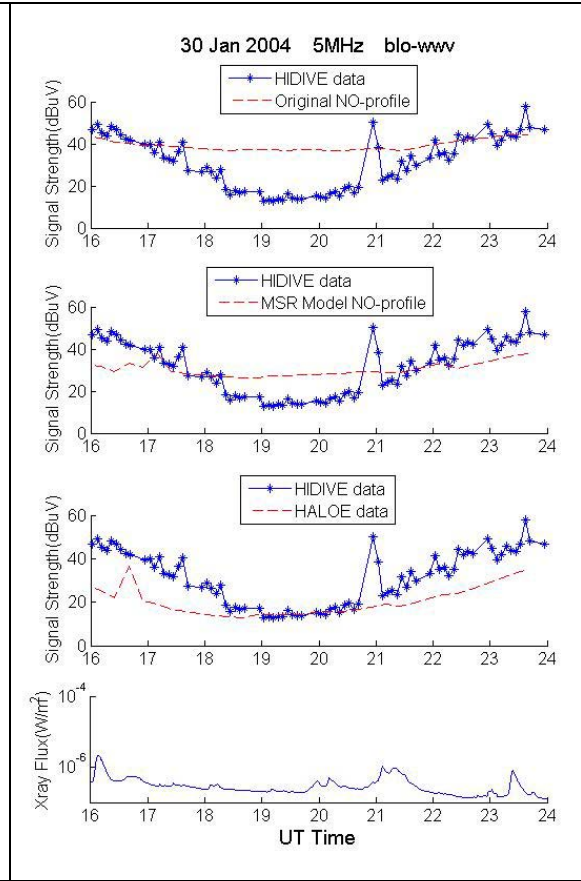 30 Jan 2004 5MHz blo-wwv
HIDIVE data
Original NO-profile
Signal Strength(dBuV)
60
40
20
0
16 17 18 19 20 21 22 23 24
HIDIVE data
MSR Model NO-profile
Signal Strength(dBuV)
60
40
20
0
16 17 18 19 20 21 22 23 24
HIDIVE data
HALOE data
Signal Strength(dBuV)
60
40
20
0
16 17 18 19 20 21 22 23 24
Xray Flux(W/m²)
10⁻⁴
10⁻⁶
16 17 18 19 20 21 22 23 24
UT Time